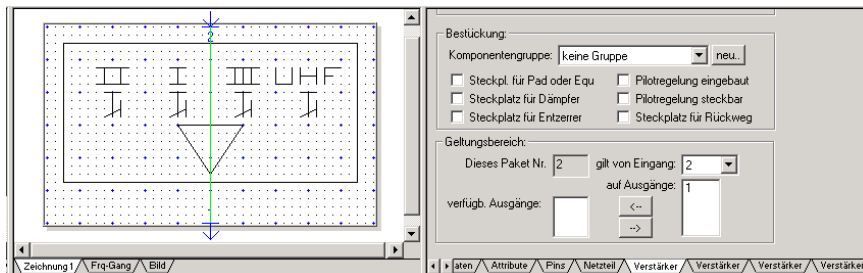 2
II I III UHF
Zeichnung 1 Frq-Gang Bild
Bestückung:
Komponentengruppe: keine Gruppe neu..
Steckpl. für Pad oder Equ Pilotregelung eingebaut
Steckplatz für Dämpfer Pilotregelung steckbar
Steckplatz für Entzerrer Steckplatz für Rückweg
Geltungsbereich:
Dieses Paket Nr. 2 gilt von Eingang: 2
auf Ausgänge: 1
verfügb. Ausgänge: <--
-->
aten Attribute Pins Netzteil Verstärker Verstärker Verstärker Verstärker